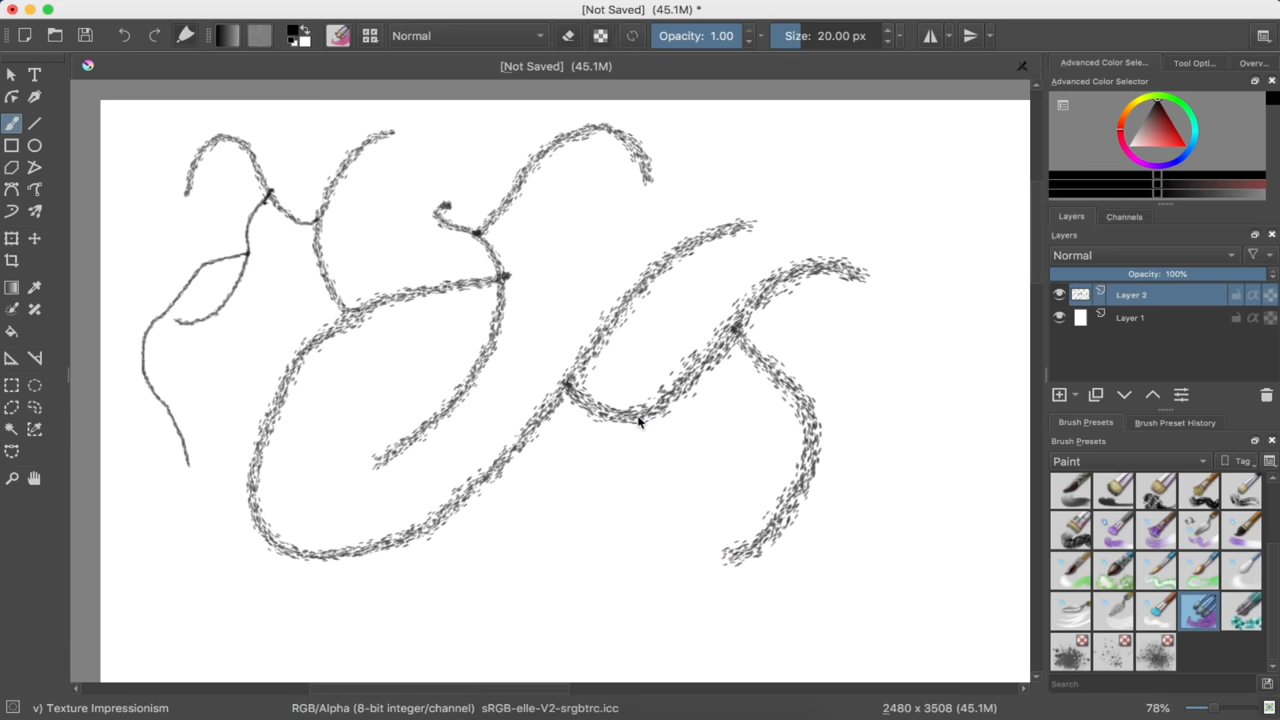 [Not Saved] (45.1M) *
Normal
Opacity: 1.00
Size: 20.00 px
[Not Saved] (45.1M)
Advanced Color Sele...
Tool Opti...
Overv...
Advanced Color Selector
Layers
Channels
Layers
Normal
Opacity: 100%
Layer 2
Layer 1
Brush Presets
Brush Preset History
Brush Presets
Paint
Tag
Search
v) Texture Impressionism
RGB/Alpha (8-bit integer/channel) sRGB-elle-V2-srgbtrc.icc
2480 x 3508 (45.1M)
78%